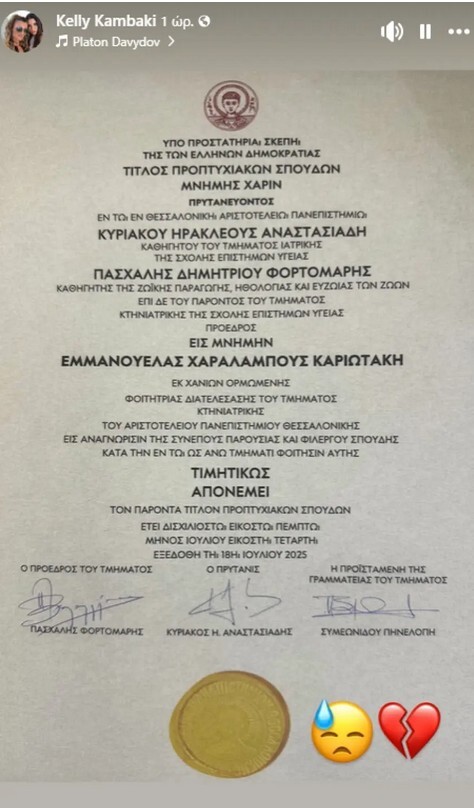 Kelly Kambaki 1 ώρ.
Platon Davydov
ΥΠΟ ΠΡΟΣΤΑΤΗΡΙΑι ΣΚΕΠΗι
ΤΗΣ ΤΩΝ ΕΛΛΗΝΩΝ ΔΗΜΟΚΡΑΤΙΑΣ
ΤΙΤΛΟΣ ΠΡΟΠΤΥΧΙΑΚΩΝ ΣΠΟΥΔΩΝ
ΜΝΗΜΗΣ ΧΑΡΙΝ
ΠΡΥΤΑΝΕΥΟΝΤΟΣ
ΕΝ ΤΩι ΕΝ ΘΕΣΣΑΛΟΝΙΚΗι ΑΡΙΣΤΟΤΕΛΕΙΩι ΠΑΝΕΠΙΣΤΗΜΙΩι
ΚΥΡΙΑΚΟΥ ΗΡΑΚΛΕΟΥΣ ΑΝΑΣΤΑΣΙΑΔΗ
ΚΑΘΗΓΗΤΟΥ ΤΟΥ ΤΜΗΜΑΤΟΣ ΙΑΤΡΙΚΗΣ
ΤΗΣ ΣΧΟΛΗΣ ΕΠΙΣΤΗΜΩΝ ΥΓΕΙΑΣ
ΠΑΣΧΑΛΗΣ ΔΗΜΗΤΡΙΟΥ ΦΟΡΤΟΜΑΡΗΣ
ΚΑΘΗΓΗΤΗΣ ΤΗΣ ΖΩΪΚΗΣ ΠΑΡΑΓΩΓΗΣ, ΗΘΟΛΟΓΙΑΣ ΚΑΙ ΕΥΖΩΙΑΣ ΤΩΝ ΖΩΩΝ
ΕΠΙ ΔΕ ΤΟΥ ΠΑΡΟΝΤΟΣ ΤΟΥ ΤΜΗΜΑΤΟΣ
ΚΤΗΝΙΑΤΡΙΚΗΣ ΤΗΣ ΣΧΟΛΗΣ ΕΠΙΣΤΗΜΩΝ ΥΓΕΙΑΣ
ΠΡΟΕΔΡΟΣ
ΕΙΣ ΜΝΗΜΗΝ
ΕΜΜΑΝΟΥΕΛΑΣ ΧΑΡΑΛΑΜΠΟΥΣ ΚΑΡΙΩΤΑΚΗ
ΕΚ ΧΑΝΙΩΝ ΟΡΜΩΜΕΝΗΣ
ΦΟΙΤΗΤΡΙΑΣ ΔΙΑΤΕΛΕΣΑΣΗΣ ΤΟΥ ΤΜΗΜΑΤΟΣ
ΚΤΗΝΙΑΤΡΙΚΗΣ
ΤΟΥ ΑΡΙΣΤΟΤΕΛΕΙΟΥ ΠΑΝΕΠΙΣΤΗΜΙΟΥ ΘΕΣΣΑΛΟΝΙΚΗΣ
ΕΙΣ ΑΝΑΓΝΩΡΙΣΙΝ ΤΗΣ ΣΥΝΕΠΟΥΣ ΠΑΡΟΥΣΙΑΣ ΚΑΙ ΦΙΛΕΡΓΟΥ ΣΠΟΥΔΗΣ
ΚΑΤΑ ΤΗΝ ΕΝ ΤΩι ΩΣ ΑΝΩ ΤΜΗΜΑΤΙ ΦΟΙΤΗΣΙΝ ΑΥΤΗΣ
ΤΙΜΗΤΙΚΩΣ
ΑΠΟΝΕΜΕΙ
ΤΟΝ ΠΑΡΟΝΤΑ ΤΙΤΛΟΝ ΠΡΟΠΤΥΧΙΑΚΩΝ ΣΠΟΥΔΩΝ
ΕΤΕΙ ΔΙΣΧΙΛΙΟΣΤΩι ΕΙΚΟΣΤΩι ΠΕΜΠΤΩι
ΜΗΝΟΣ ΙΟΥΛΙΟΥ ΕΙΚΟΣΤΗι ΤΕΤΑΡΤΗι
ΕΞΕΔΟΘΗ ΤΗι 18Ηι ΙΟΥΛΙΟΥ 2025
Ο ΠΡΟΕΔΡΟΣ ΤΟΥ ΤΜΗΜΑΤΟΣ
Ο ΠΡΥΤΑΝΙΣ
Η ΠΡΟΪΣΤΑΜΕΝΗ ΤΗΣ
ΓΡΑΜΜΑΤΕΙΑΣ ΤΟΥ ΤΜΗΜΑΤΟΣ
ΠΑΣΧΑΛΗΣ ΦΟΡΤΟΜΑΡΗΣ
ΚΥΡΙΑΚΟΣ Η. ΑΝΑΣΤΑΣΙΑΔΗΣ
ΣΥΜΕΩΝΙΔΟΥ ΠΗΝΕΛΟΠΗ